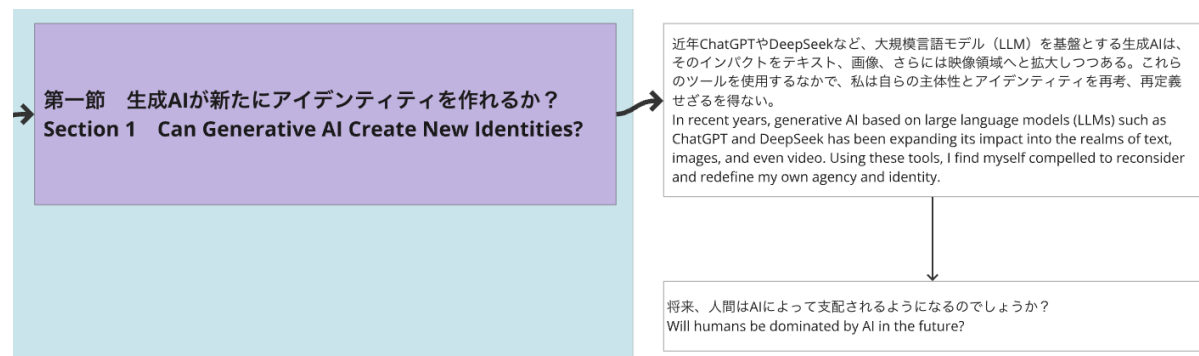 第一節　生成AIが新たにアイデンティティを作れるか？
Section 1　Can Generative AI Create New Identities?
近年ChatGPTやDeepSeekなど、大規模言語モデル（LLM）を基盤とする生成AIは、
そのインパクトをテキスト、画像、さらには映像領域へと拡大しつつある。これら
のツールを使用するなかで、私は自らの主体性とアイデンティティを再考、再定義
せざるを得ない。
In recent years, generative AI based on large language models (LLMs) such as
ChatGPT and DeepSeek has been expanding its impact into the realms of text,
images, and even video. Using these tools, I find myself compelled to reconsider
and redefine my own agency and identity.
将来、人間はAIによって支配されるようになるのでしょうか？
Will humans be dominated by AI in the future?